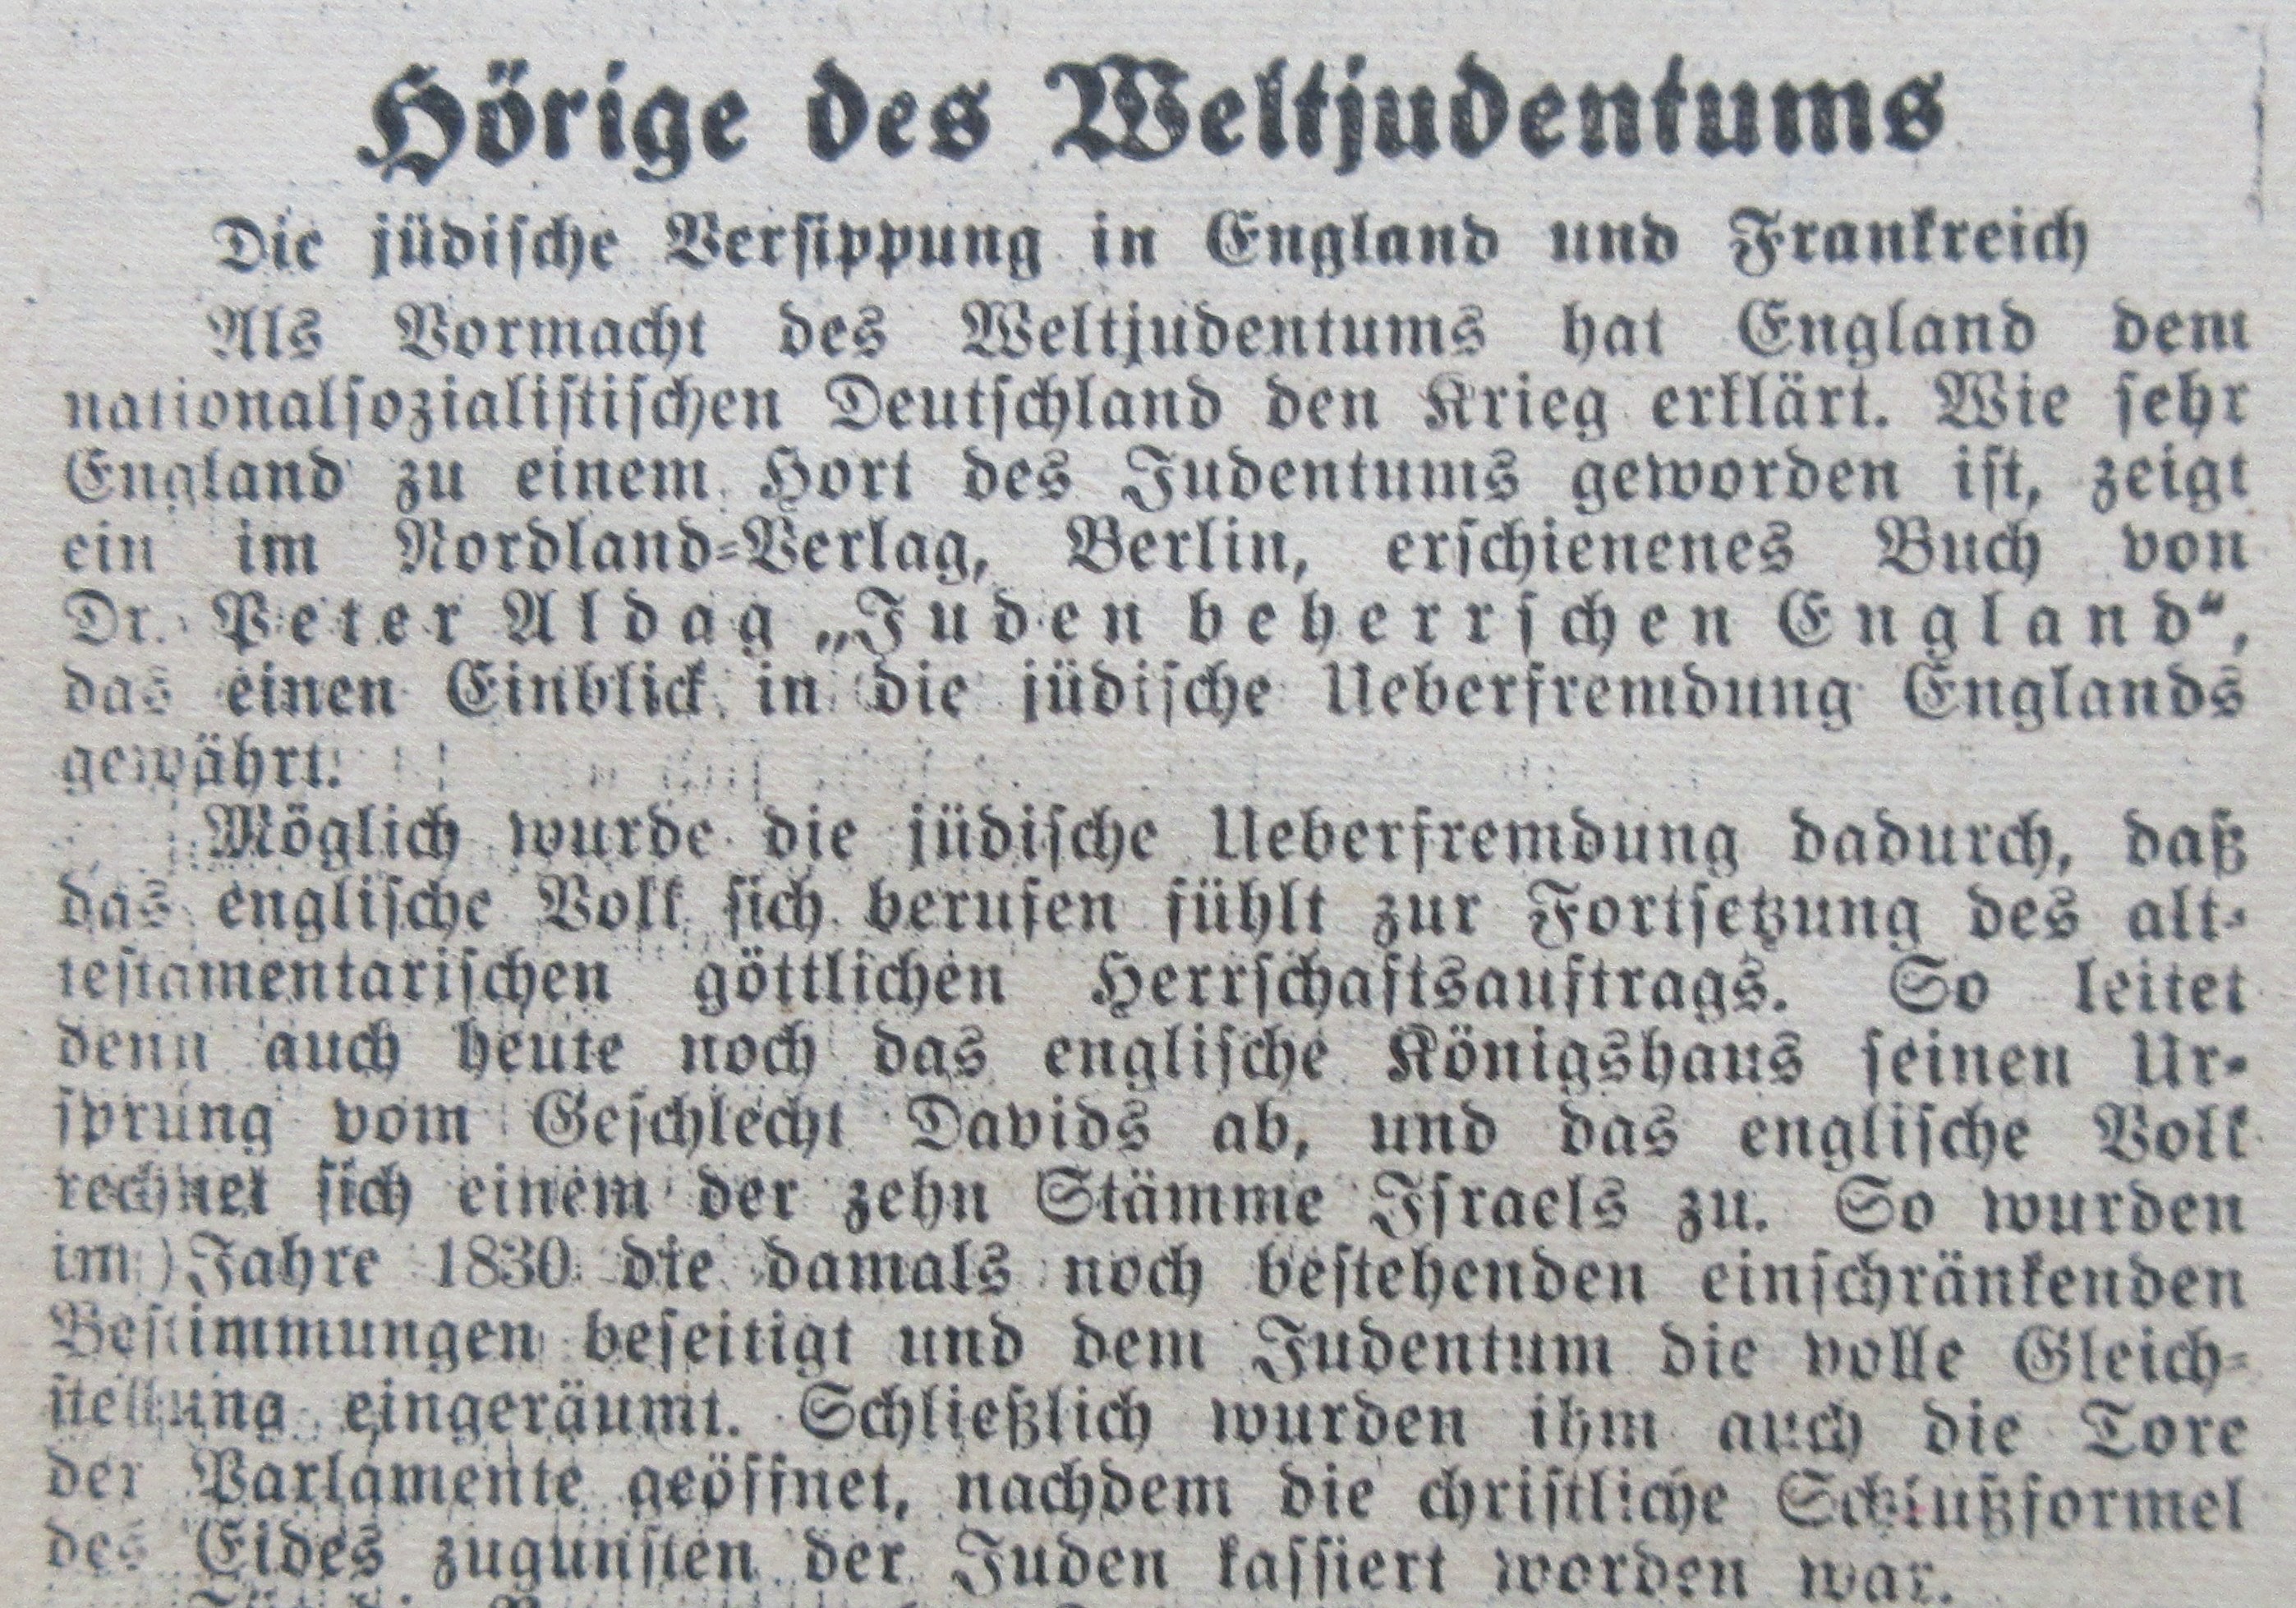 Hörige des Weltjudentums
Die jüdische Versippung in England und Frankreich
Als Vormacht des Weltjudentums hat England dem
nationalsozialistischen Deutschland den Krieg erklärt. Wie sehr
England zu einem Hort des Judentums geworden ist, zeigt
ein im Nordland-Verlag, Berlin, erschienenes Buch von
Dr. Peter Aldag „Juden beherrschen England“,
das einen Einblick in die jüdische Ueberfremdung Englands
gewährt.
Möglich wurde die jüdische Ueberfremdung dadurch, daß
das englische Volk sich berufen fühlt zur Fortsetzung des alt-
testamentarischen göttlichen Herrschaftsauftrags. So leitet
denn auch heute noch das englische Königshaus seinen Ur-
sprung vom Geschlecht Davids ab, und das englische Volk
rechnet sich einem der zehn Stämme Israels zu. So wurden
im Jahre 1830 die damals noch bestehenden einschränkenden
Bestimmungen beseitigt und dem Judentum die volle Gleich-
stellung eingeräumt. Schließlich wurden ihm auch die Tore
der Parlamente geöffnet, nachdem die christliche Schlußformel
des Eides zugunsten der Juden kassiert worden war.